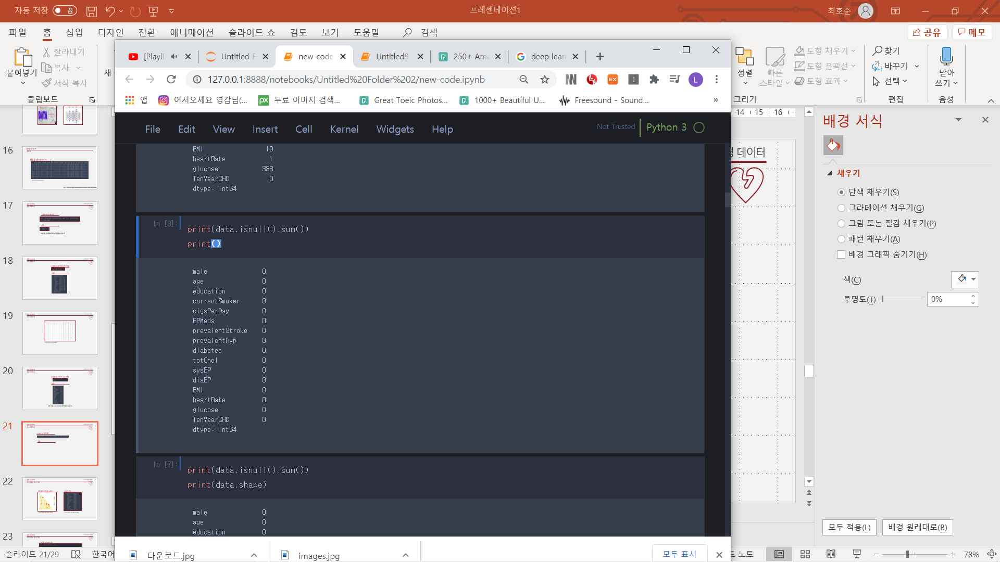 자동 저장 끔
프레젠테이션1
최호준
파일 홈 삽입 디자인 전환 애니메이션 슬라이드 쇼 검토 보기 도움말 검색
공유 메모
붙여넣기
잘라내기
복사
서식 복사
클립보드
새
정렬
빠른
스타일
도형 채우기
도형 윤곽선
도형 효과
그리기
찾기
바꾸기
선택
편집
받아
쓰기
음성
[Playli
Untitled F
new-code
Untitled9
250+ Ama
deep lear
127.0.0.1:8888/notebooks/Untitled%20Folder%202/new-code.ipynb
L
앱
어서오세요 영감님(...
무료 이미지 검색...
Great Toeic Photos...
1000+ Beautiful U...
Freesound - Sound...
»
File Edit View Insert Cell Kernel Widgets Help
Not Trusted
Python 3
BMI 19
heartRate 1
glucose 388
TenYearCHD 0
dtype: int64
In [8]:
print(data.isnull().sum())
print()
male 0
age 0
education 0
currentSmoker 0
cigsPerDay 0
BPMeds 0
prevalentStroke 0
prevalentHyp 0
diabetes 0
totChol 0
sysBP 0
diaBP 0
BMI 0
heartRate 0
glucose 0
TenYearCHD 0
dtype: int64
In [7]:
print(data.isnull().sum())
print(data.shape)
male 0
age 0
education 0
다운로드.jpg
images.jpg
모두 표시
DATA
16
17
18
19
20
21
22
23
14 15 16
데이터
배경 서식
채우기
단색 채우기(S)
그라데이션 채우기(G)
그림 또는 질감 채우기(P)
패턴 채우기(A)
배경 그래픽 숨기기(H)
색(C)
투명도(T) 0%
모두 적용(L)
배경 원래대로(B)
슬라이드 21/29
한국어
노트
78%